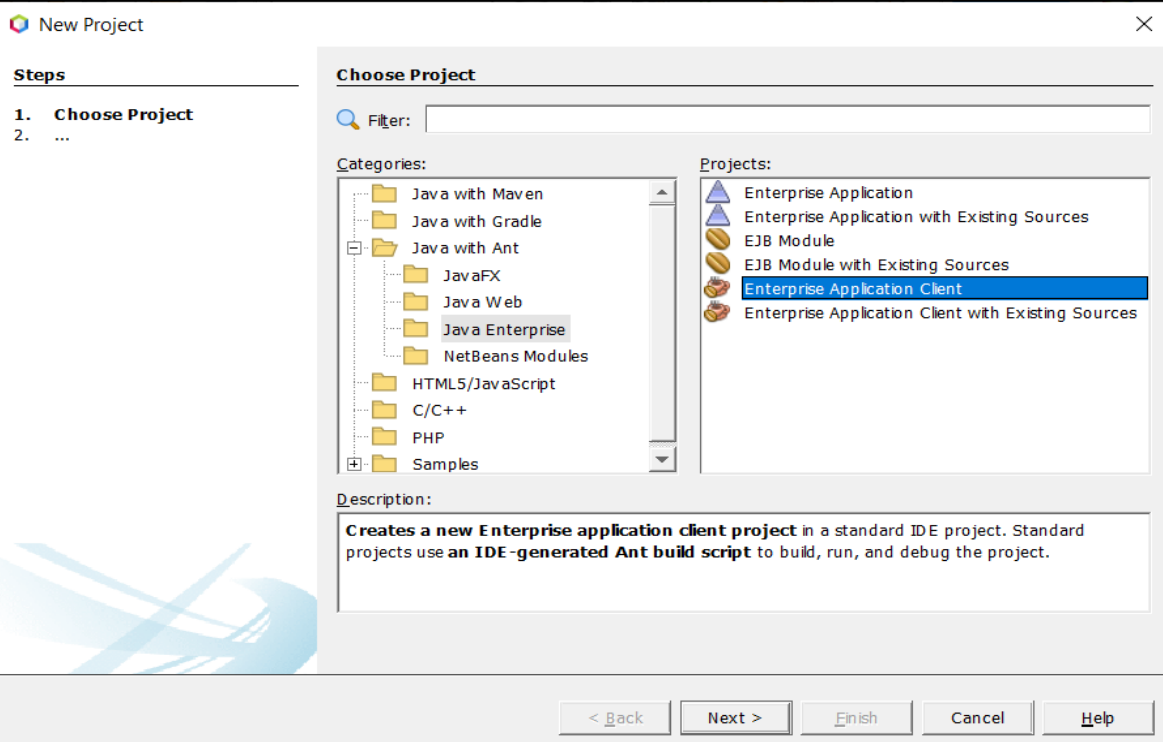 New Project
Steps
1. Choose Project
2. ...
Choose Project
Filter:
Categories:
Java with Maven
Java with Gradle
Java with Ant
JavaFX
Java Web
Java Enterprise
NetBeans Modules
HTML5/JavaScript
C/C++
PHP
Samples
Projects:
Enterprise Application
Enterprise Application with Existing Sources
EJB Module
EJB Module with Existing Sources
Enterprise Application Client
Enterprise Application Client with Existing Sources
Description:
Creates a new Enterprise application client project in a standard IDE project. Standard
projects use an IDE-generated Ant build script to build, run, and debug the project.
< Back
Next >
Finish
Cancel
Help